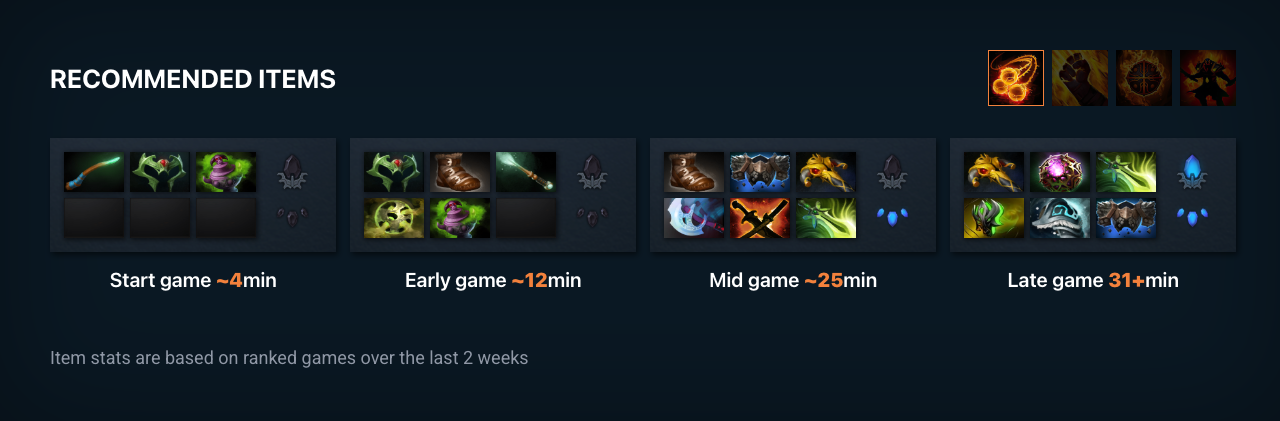 RECOMMENDED ITEMS
Start game ~4min
Early game ~12min
Mid game ~25min
Late game 31+min
Item stats are based on ranked games over the last 2 weeks